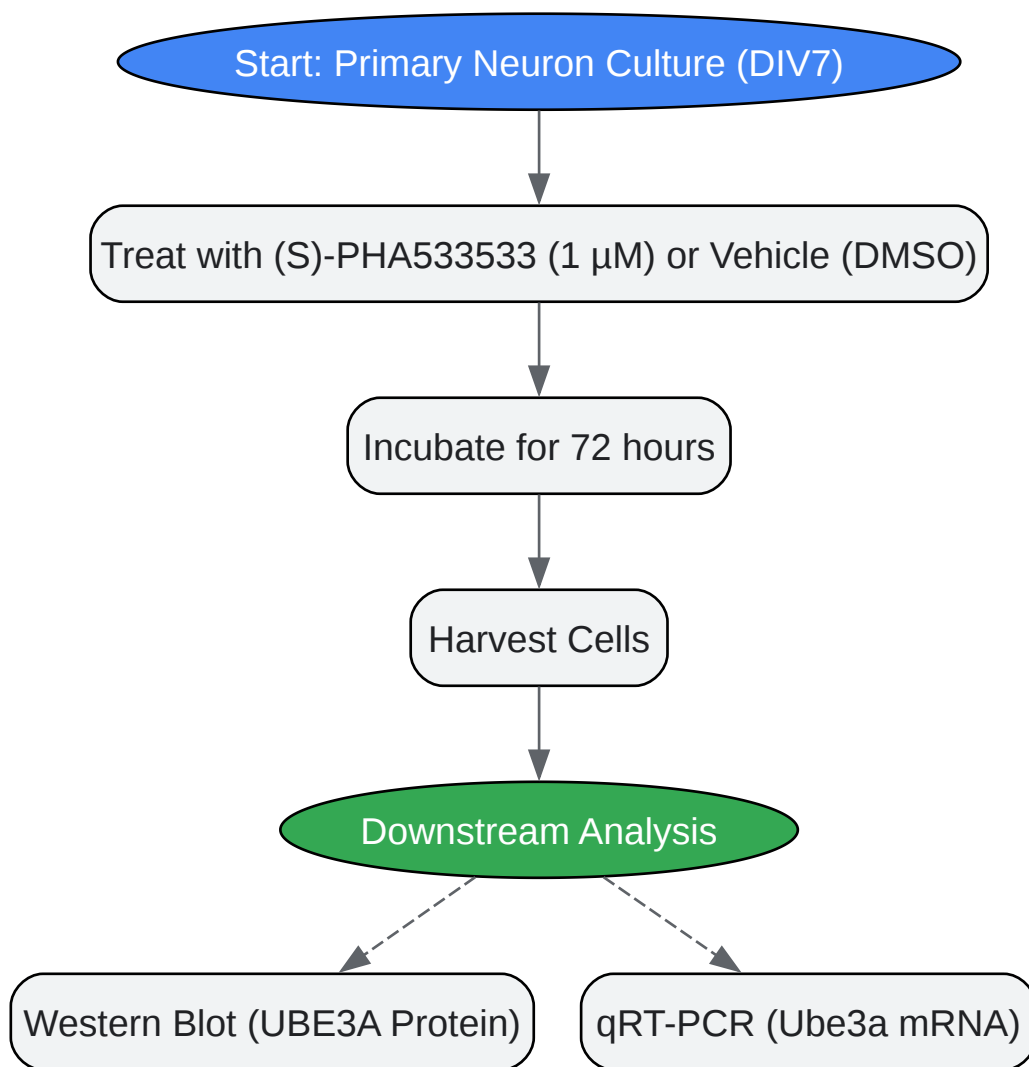 Start: Primary Neuron Culture (DIV7)
Treat with (S)-PHA533533 (1 µM) or Vehicle (DMSO)
Incubate for 72 hours
Harvest Cells
Downstream Analysis
Western Blot (UBE3A Protein)
qRT-PCR (Ube3a mRNA)